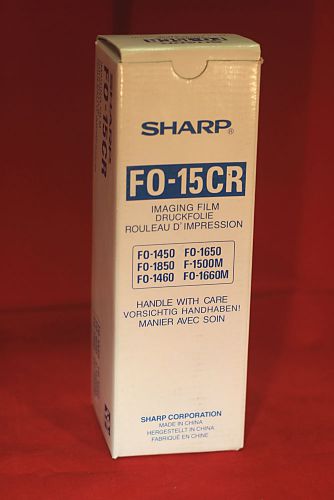 SHARP®
FO-15CR
IMAGING FILM
DRUCKFOLIE
ROULEAU D'IMPRESSION
FO-1450 FO-1650
FO-1850 F-1500M
FO-1460 FO-1660M
HANDLE WITH CARE
VORSICHTIG HANDHABEN!
MANIER AVEC SOIN
SHARP CORPORATION
MADE IN CHINA
HERGESTELLT IN CHINA
FABRIQUÉ EN CHINE
SHARP
FO-15CR